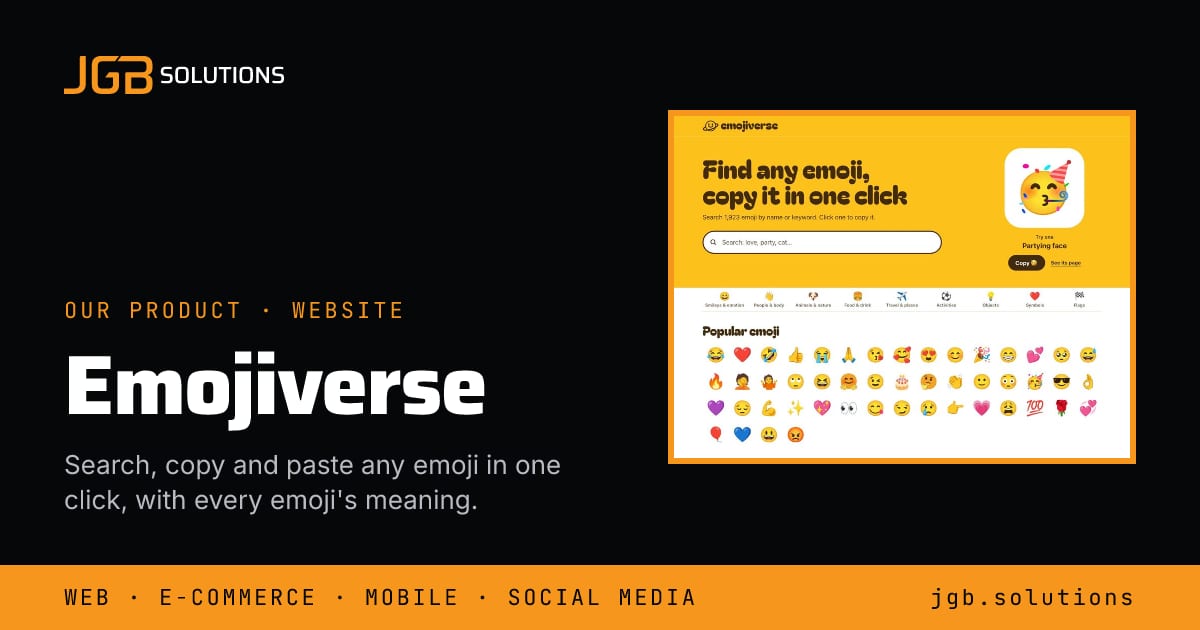 JGB SOLUTIONS
OUR PRODUCT · WEBSITE
Emojiverse
Search, copy and paste any emoji in one
click, with every emoji's meaning.
emojiverse
Find any emoji,
copy it in one click
Search 1,923 emoji by name or keyword. Click one to copy it.
Search: love, party, cat...
Try one
Partying face
Copy See its page
Smileys & emotion People & body Animals & nature Food & drink Travel & places Activities Objects Symbols Flags
Popular emoji
WEB · E-COMMERCE · MOBILE · SOCIAL MEDIA
jgb.solutions